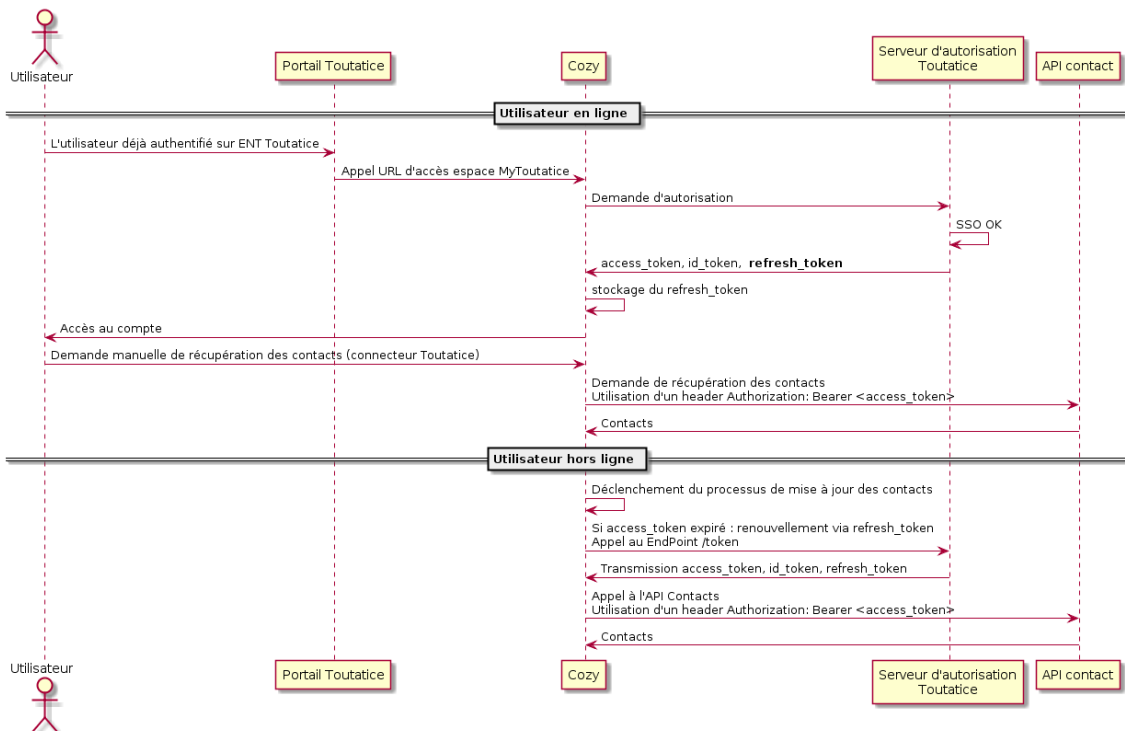 Utilisateur
Portail Toutatice
Cozy
Serveur d'autorisation
Toutatice
API contact
Utilisateur en ligne
L'utilisateur déjà authentifié sur ENT Toutatice
Appel URL d'accès espace MyToutatice
Demande d'autorisation
SSO OK
access_token, id_token, refresh_token
stockage du refresh_token
Accès au compte
Demande manuelle de récupération des contacts (connecteur Toutatice)
Demande de récupération des contacts
Utilisation d'un header Authorization: Bearer <access_token>
Contacts
Utilisateur hors ligne
Déclenchement du processus de mise à jour des contacts
Si access_token expiré : renouvellement via refresh_token
Appel au EndPoint /token
Transmission access_token, id_token, refresh_token
Appel à l'API Contacts
Utilisation d'un header Authorization: Bearer <access_token>
Contacts
Utilisateur
Portail Toutatice
Cozy
Serveur d'autorisation
Toutatice
API contact